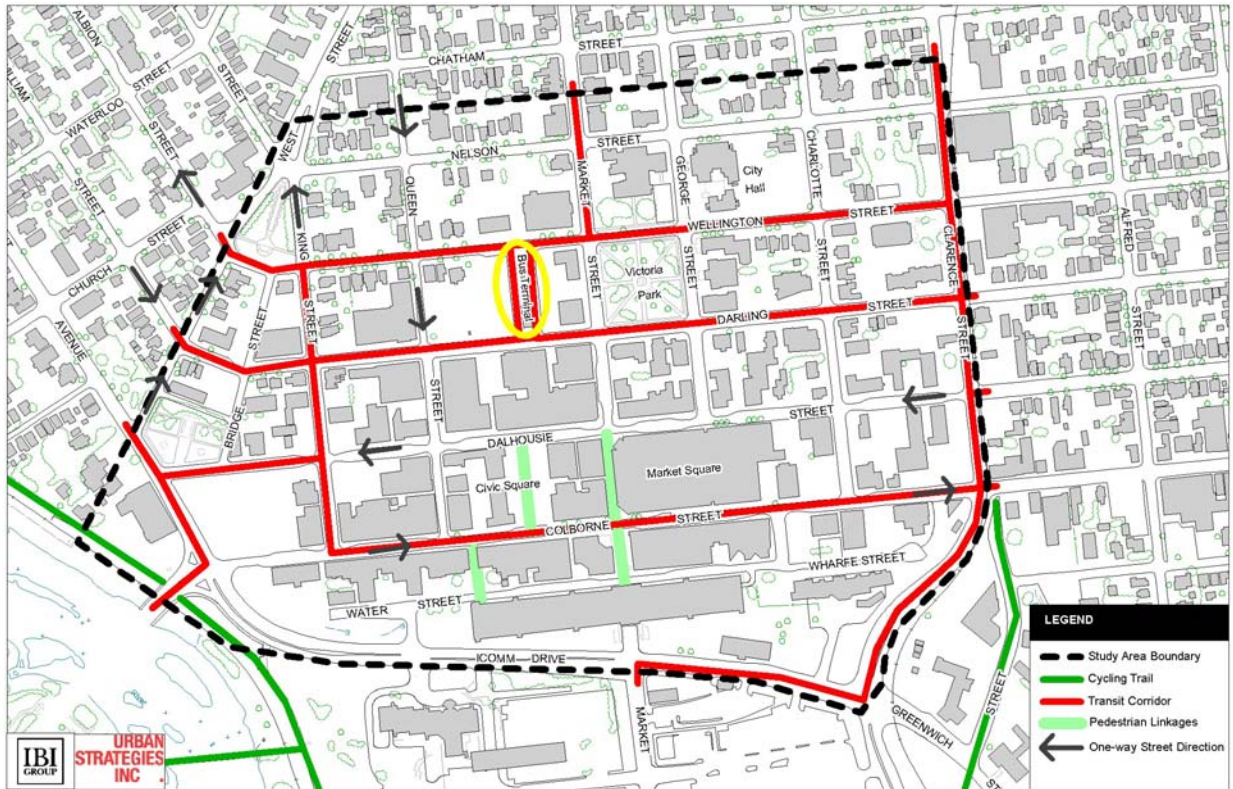 ALBION
STREET
WATERLOO
STREET
STREET
CHATHAM
STREET
WEST
STREET
NELSON
STREET
MARKET
QUEEN
STREET
KING
STREET
CHURCH
STREET
AVENUE
STREET
BRIDGE
GEORGE
STREET
City
Hall
CHARLOTTE
STREET
WELLINGTON
STREET
Bus Terminal
STREET
Victoria
Park
CLARENCE
STREET
ALFRED
STREET
DARLING
STREET
DALHOUSIE
STREET
Civic Square
Market Square
COLBORNE
STREET
WHARFE STREET
WATER
STREET
ICOMM DRIVE
MARKET
GREENWICH
STREET
LEGEND
Study Area Boundary
Cycling Trail
Transit Corridor
Pedestrian Linkages
One-way Street Direction
IBI
GROUP
URBAN
STRATEGIES
INC